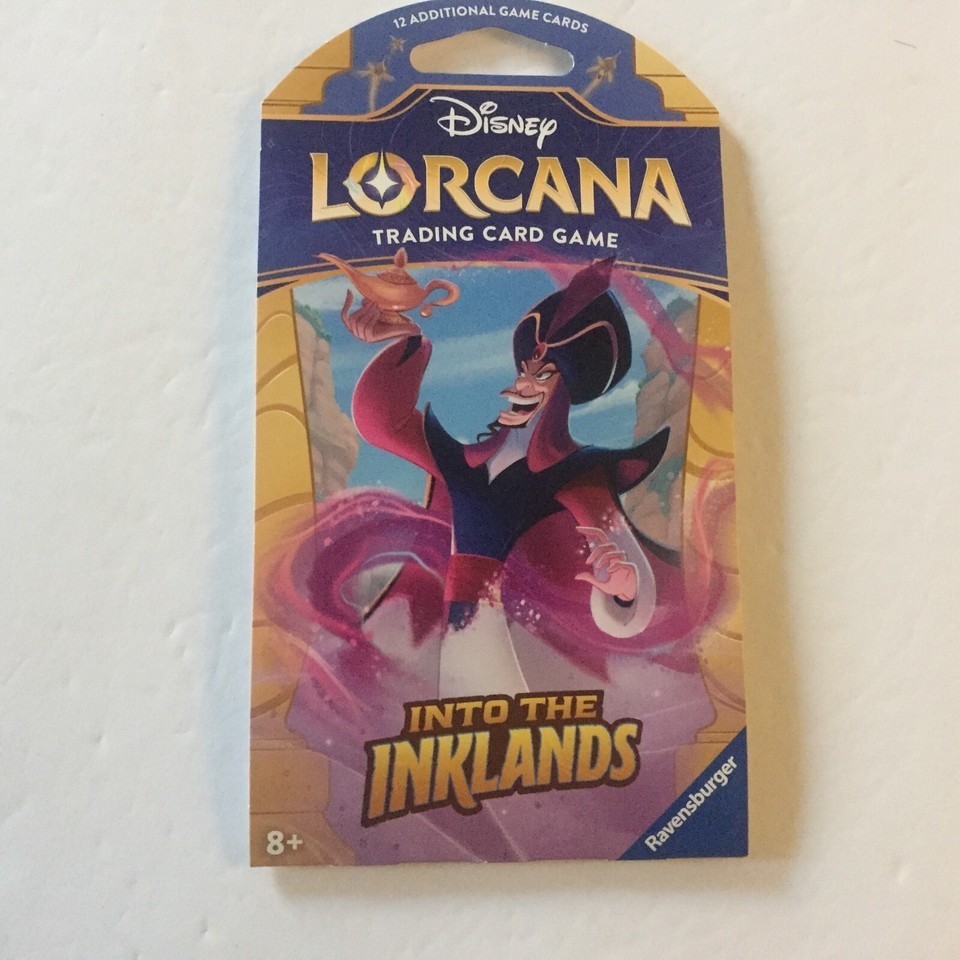 12 ADDITIONAL GAME CARDS
Disney
LORCANA
TRADING CARD GAME
INTO THE
INKLANDS
8+
Ravensburger